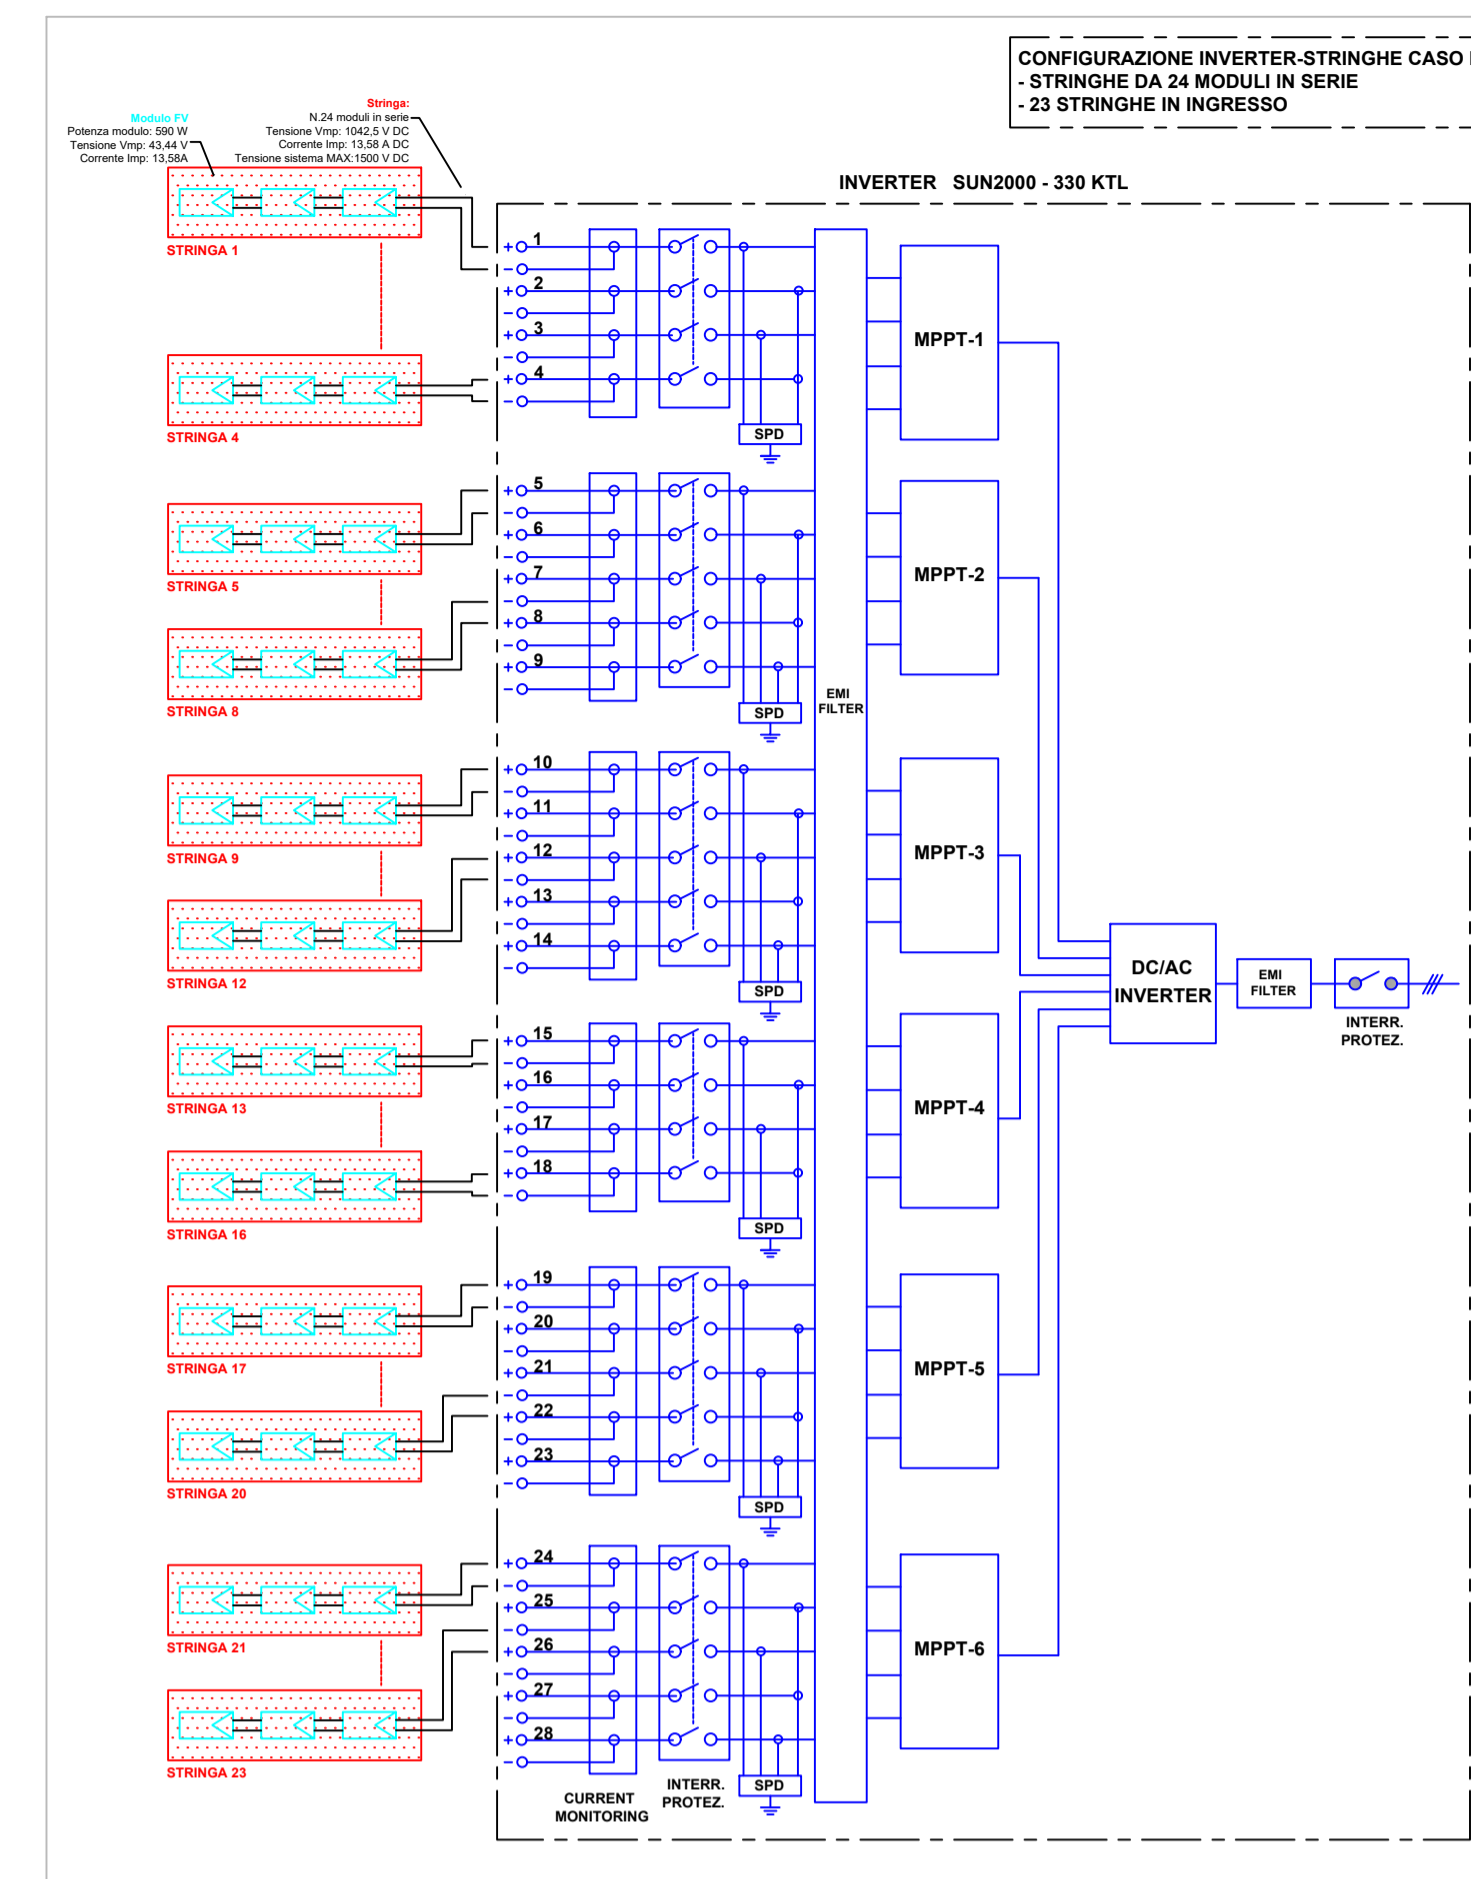 CONFIGURAZIONE INVERTER-STRINGHE CASO
- STRINGHE DA 24 MODULI IN SERIE
- 23 STRINGHE IN INGRESSO
Modulo FV
Potenza modulo: 590 W
Tensione Vmp: 43,44 V
Corrente Imp: 13,58A
Stringa:
N.24 moduli in serie
Tensione Vmp: 1042,5 V DC
Corrente Imp: 13,58 A DC
Tensione sistema MAX:1500 V DC
INVERTER SUN2000 - 330 KTL
STRINGA 1
STRINGA 4
STRINGA 5
STRINGA 8
STRINGA 9
STRINGA 12
STRINGA 13
STRINGA 16
STRINGA 17
STRINGA 20
STRINGA 21
STRINGA 23
+ 1
-
+ 2
-
+ 3
-
+ 4
-
SPD
+ 5
-
+ 6
-
+ 7
-
+ 8
-
+ 9
-
SPD
+ 10
-
+ 11
-
+ 12
-
+ 13
-
+ 14
-
SPD
+ 15
-
+ 16
-
+ 17
-
+ 18
-
SPD
+ 19
-
+ 20
-
+ 21
-
+ 22
-
+ 23
-
SPD
+ 24
-
+ 25
-
+ 26
-
+ 27
-
+ 28
-
SPD
CURRENT
MONITORING
INTERR.
PROTEZ.
EMI
FILTER
MPPT-1
MPPT-2
MPPT-3
MPPT-4
MPPT-5
MPPT-6
DC/AC
INVERTER
EMI
FILTER
INTERR.
PROTEZ.